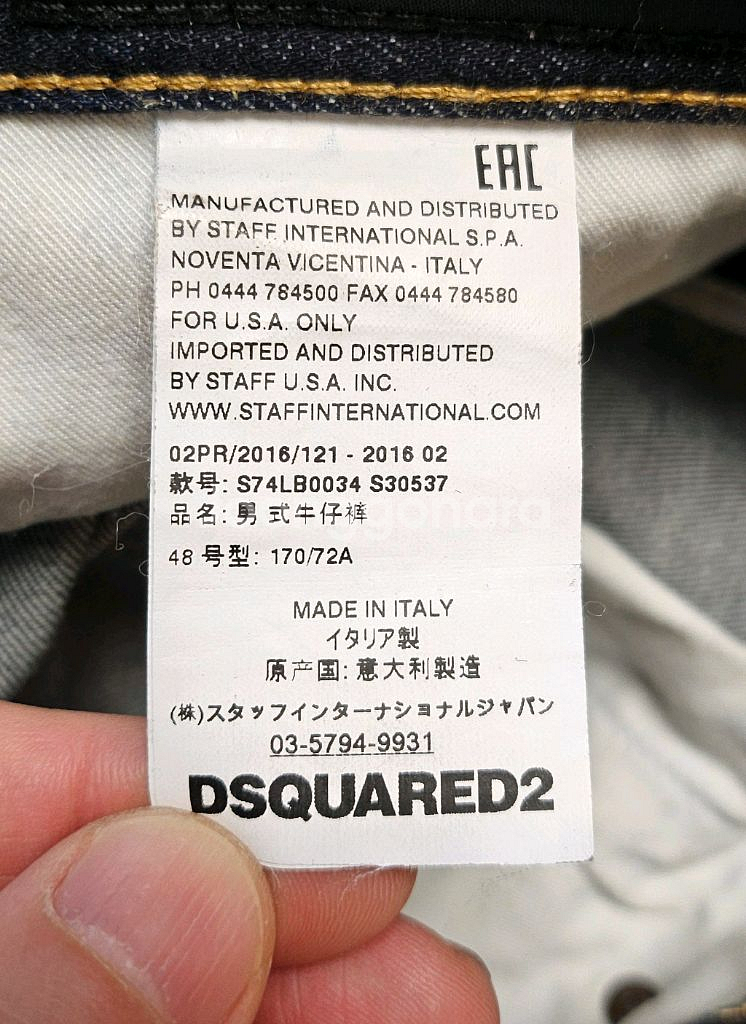 EAC
MANUFACTURED AND DISTRIBUTED
BY STAFF INTERNATIONAL S.P.A.
NOVENTA VICENTINA - ITALY
PH 0444 784500 FAX 0444 784580
FOR U.S.A. ONLY
IMPORTED AND DISTRIBUTED
BY STAFF U.S.A. INC.
WWW.STAFFINTERNATIONAL.COM
02PR/2016/121 - 2016 02
款号: S74LB0034 S30537
品名: 男 式牛仔裤
48 号型: 170/72A
MADE IN ITALY
イタリア製
原产国: 意大利製造
(株)スタッフインターナショナルジャパン
03-5794-9931
DSQUARED2